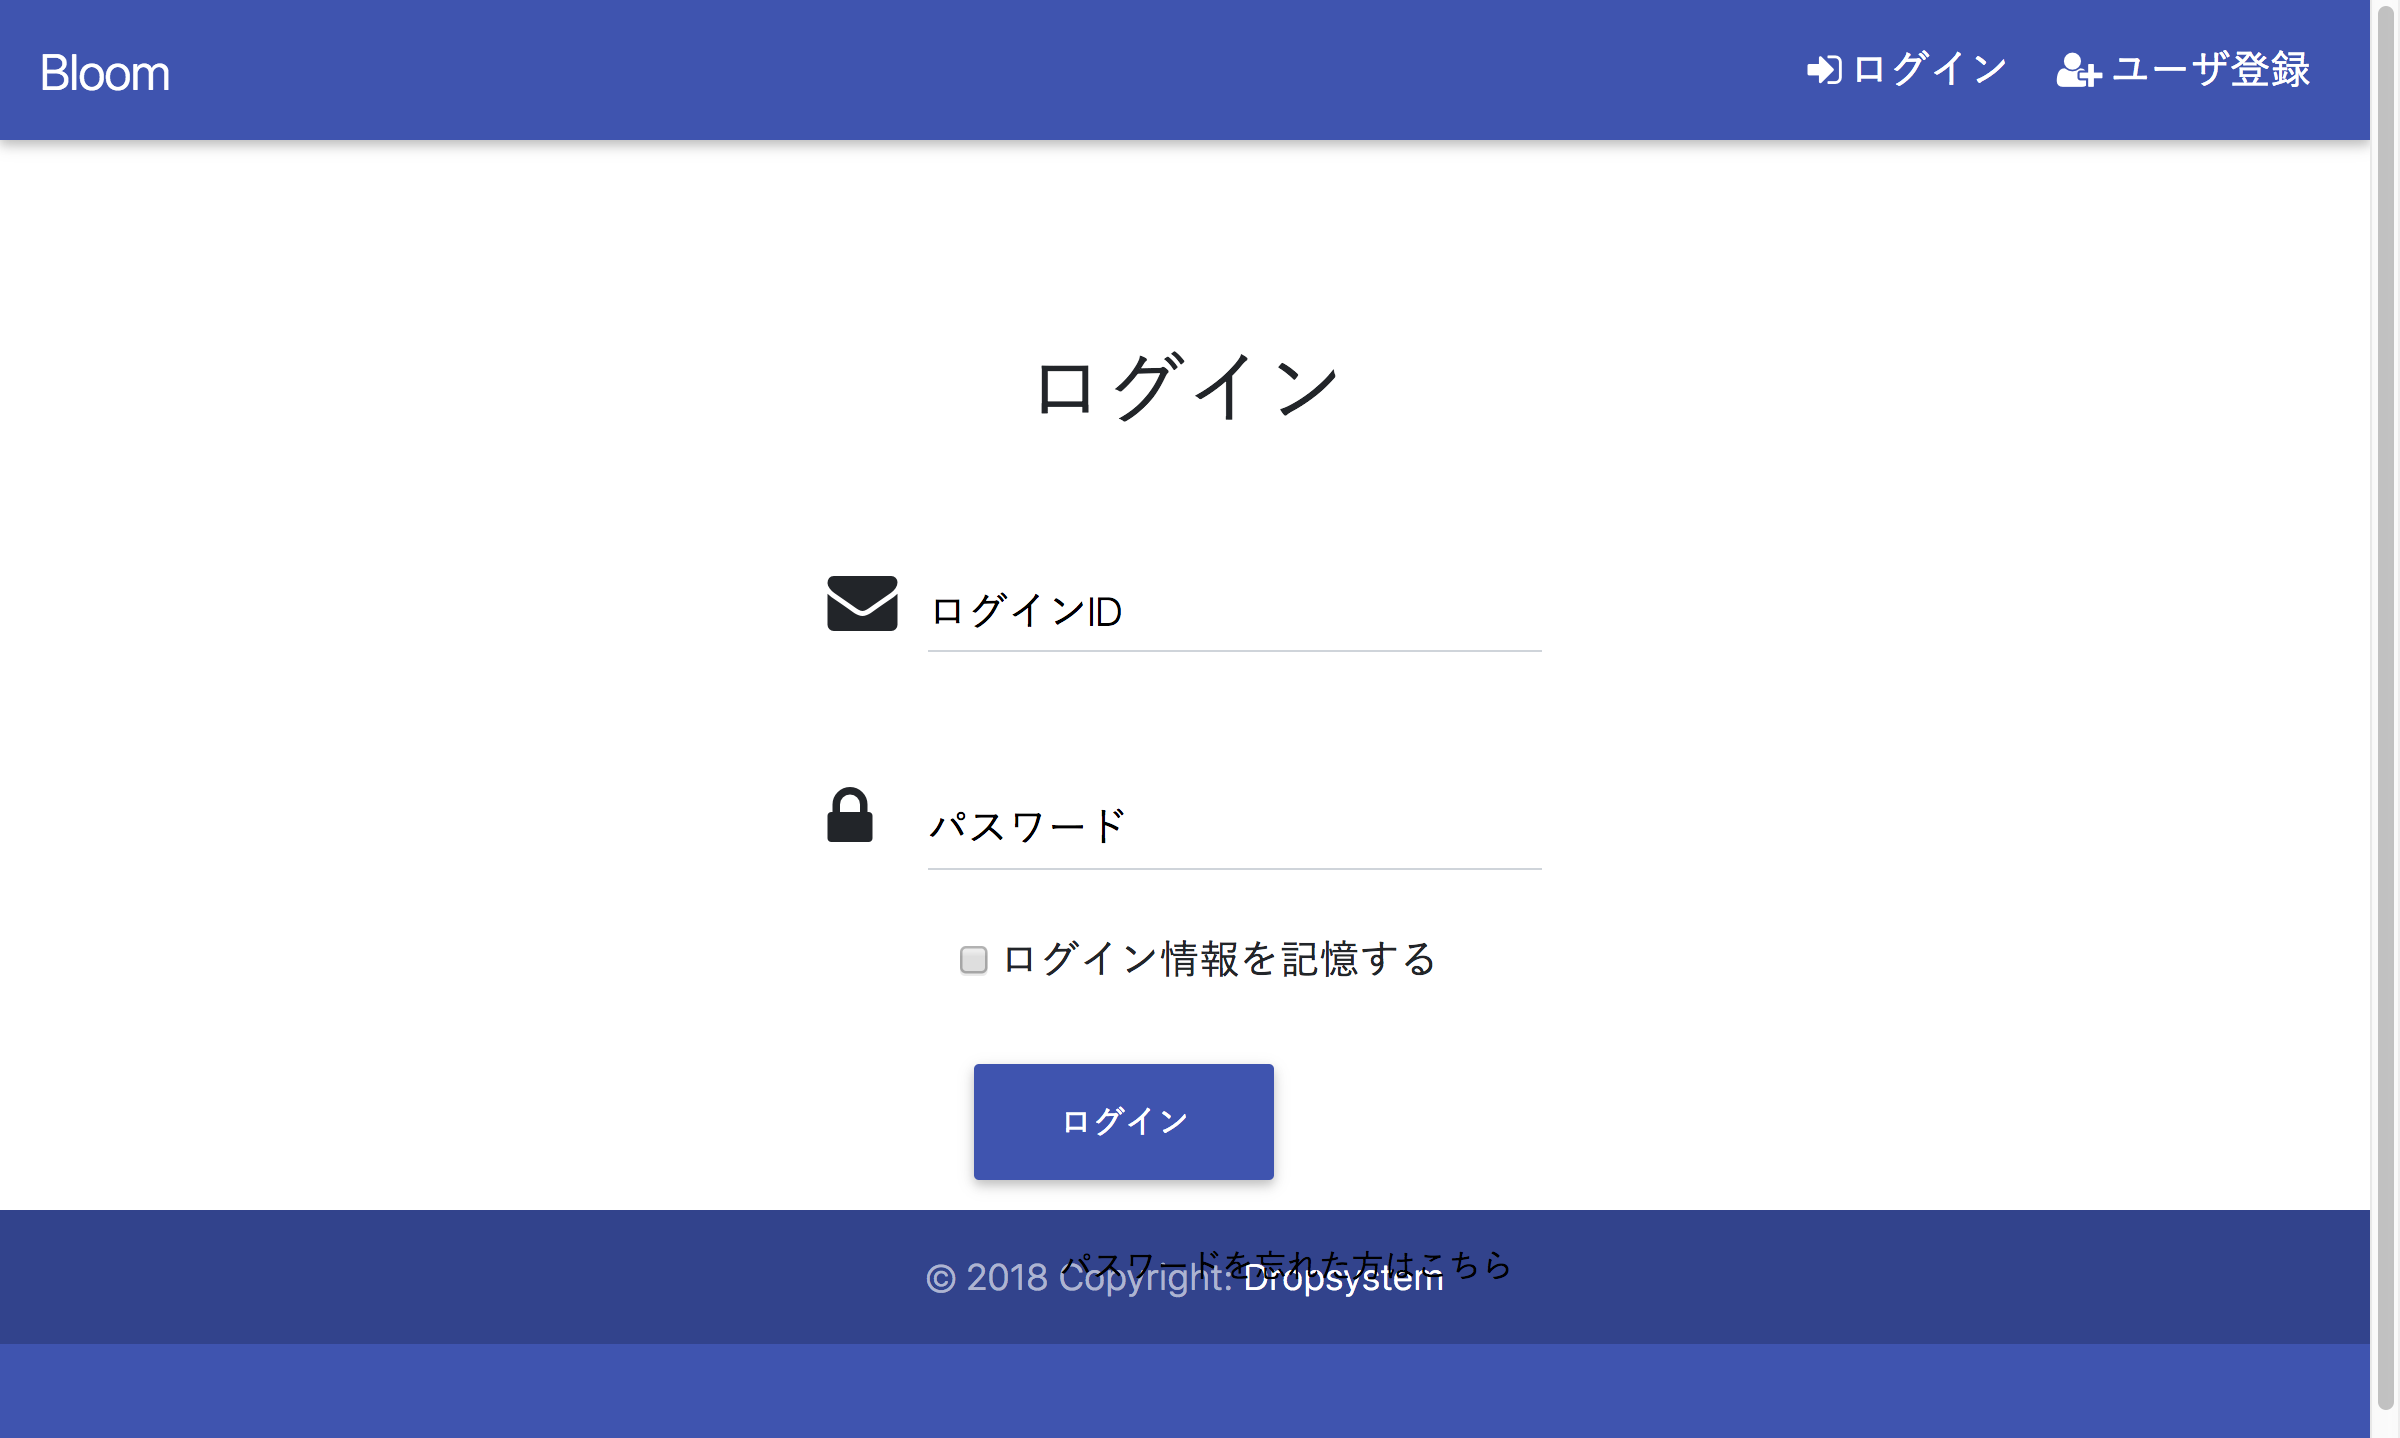 Bloom
ログイン ユーザ登録
ログイン
ログインID
パスワード
ログイン情報を記憶する
ログイン
パスワードを忘れた方はこちら
© 2018 Copyright: Dropsystem